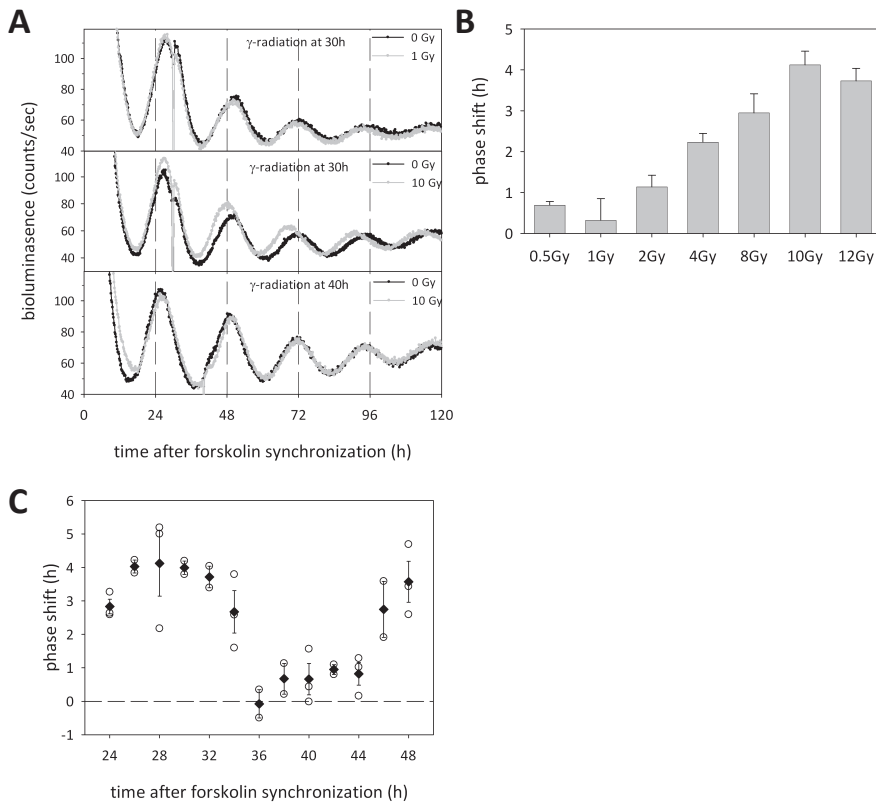 A
γ-radiation at 30h
0 Gy
1 Gy
100
80
60
40
γ-radiation at 30h
0 Gy
10 Gy
100
80
60
40
γ-radiation at 40h
0 Gy
10 Gy
100
80
60
40
0 24 48 72 96 120
time after forskolin synchronization (h)
bioluminasence (counts/sec)
B
5
4
3
2
1
0
phase shift (h)
0.5Gy 1Gy 2Gy 4Gy 8Gy 10Gy 12Gy
C
6
5
4
3
2
1
0
-1
phase shift (h)
24 28 32 36 40 44 48
time after forskolin synchronization (h)